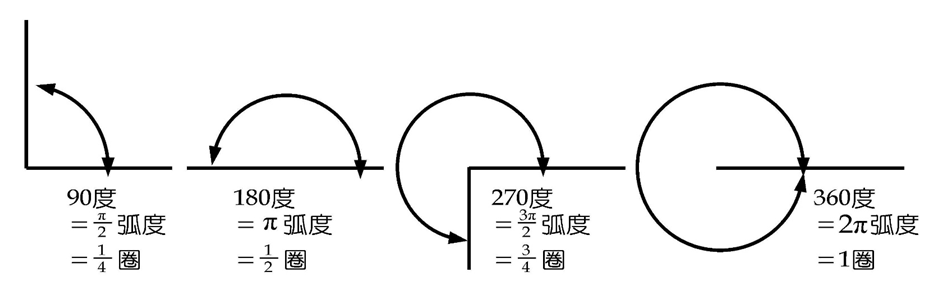 90度
=π/2 弧度
=1/4 圈
180度
= π 弧度
=1/2 圈
270度
=3π/2 弧度
=3/4 圈
360度
=2π弧度
=1圈